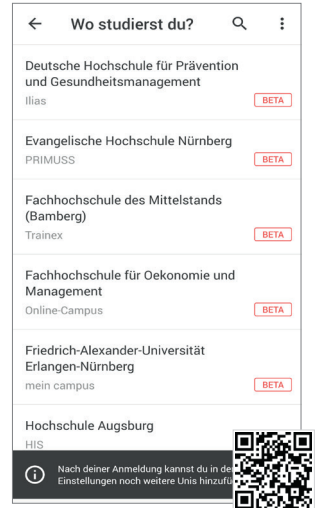 Wo studierst du?
Deutsche Hochschule für Prävention
und Gesundheitsmanagement
Ilias
BETA
Evangelische Hochschule Nürnberg
PRIMUSS
BETA
Fachhochschule des Mittelstands
(Bamberg)
Trainex
BETA
Fachhochschule für Oekonomie und
Management
Online-Campus
BETA
Friedrich-Alexander-Universität
Erlangen-Nürnberg
mein campus
BETA
Hochschule Augsburg
HIS
Nach deiner Anmeldung kannst du in
Einstellungen noch weitere Unis